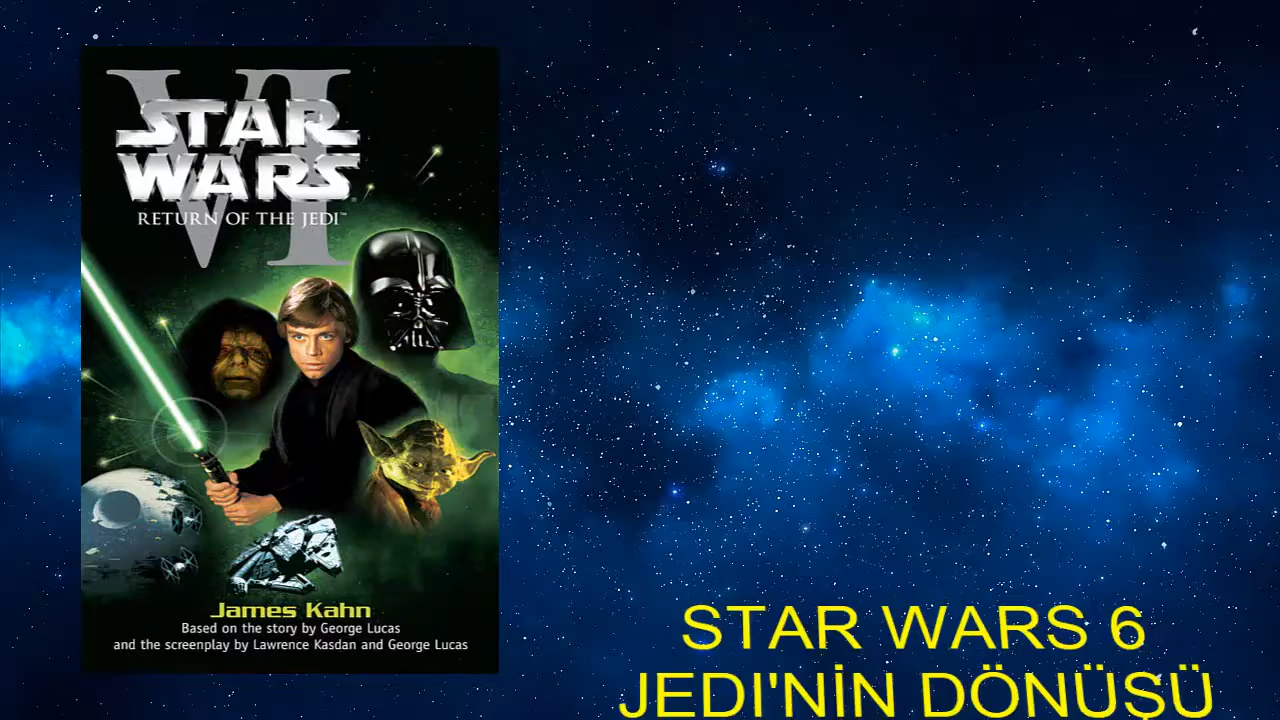 VI
STAR
WARS
RETURN OF THE JEDI™
James Kahn
Based on the story by George Lucas
and the screenplay by Lawrence Kasdan and George Lucas
STAR WARS 6
JEDI'NİN DÖNÜŞÜ